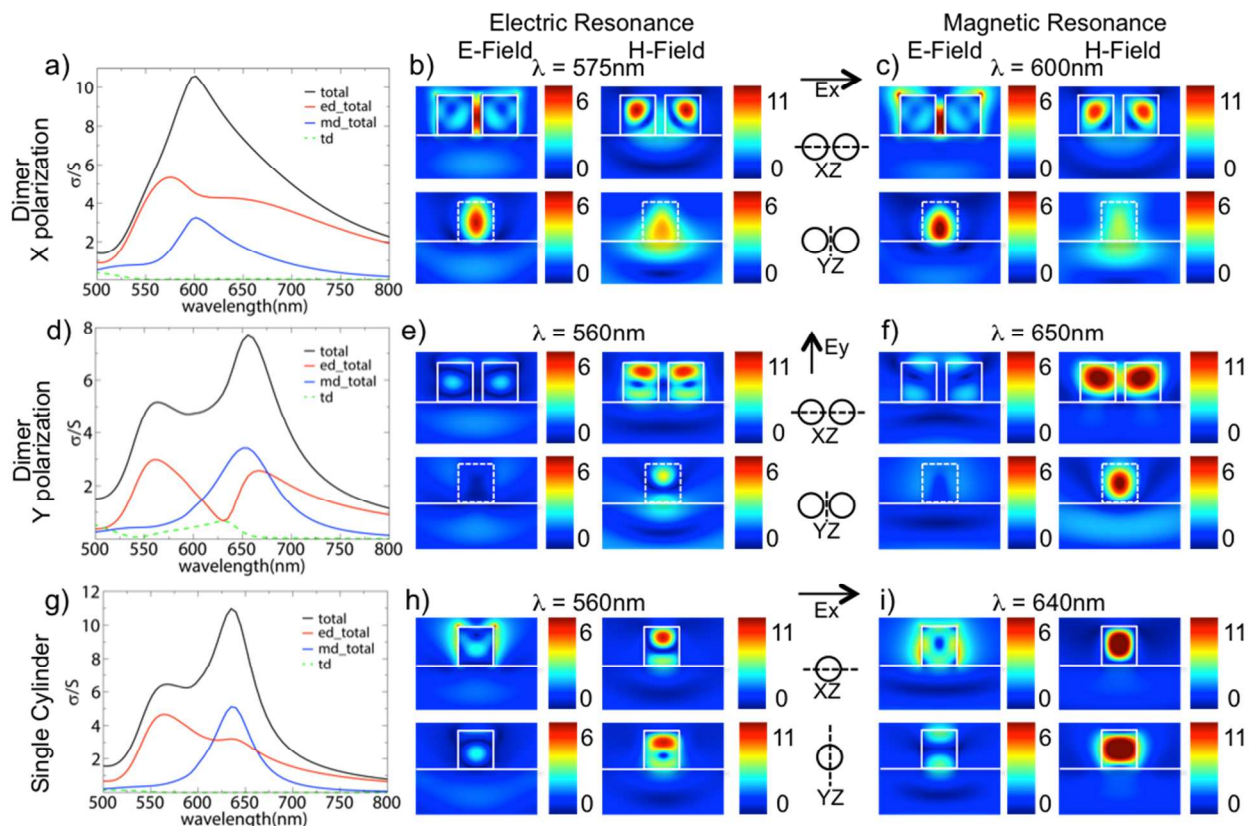 Electric Resonance
Magnetic Resonance
E-Field
H-Field
E-Field
H-Field
Dimer
X polarization
a)
10
8
6
4
2
σ/S
total
ed_total
md_total
td
500 550 600 650 700 750 800
wavelength(nm)
b)
λ = 575nm
6
0
11
0
6
0
6
0
Ex
XZ
YZ
c)
λ = 600nm
6
0
11
0
6
0
6
0
Dimer
Y polarization
d)
8
6
4
2
σ/S
total
ed_total
md_total
td
500 550 600 650 700 750 800
wavelength(nm)
e)
λ = 560nm
6
0
11
0
6
0
6
0
Ey
XZ
YZ
f)
λ = 650nm
6
0
11
0
6
0
6
0
Single Cylinder
g)
12
10
8
6
4
2
σ/S
total
ed_total
md_total
td
500 550 600 650 700 750 800
wavelength(nm)
h)
λ = 560nm
6
0
11
0
6
0
11
0
Ex
XZ
YZ
i)
λ = 640nm
6
0
11
0
6
0
11
0